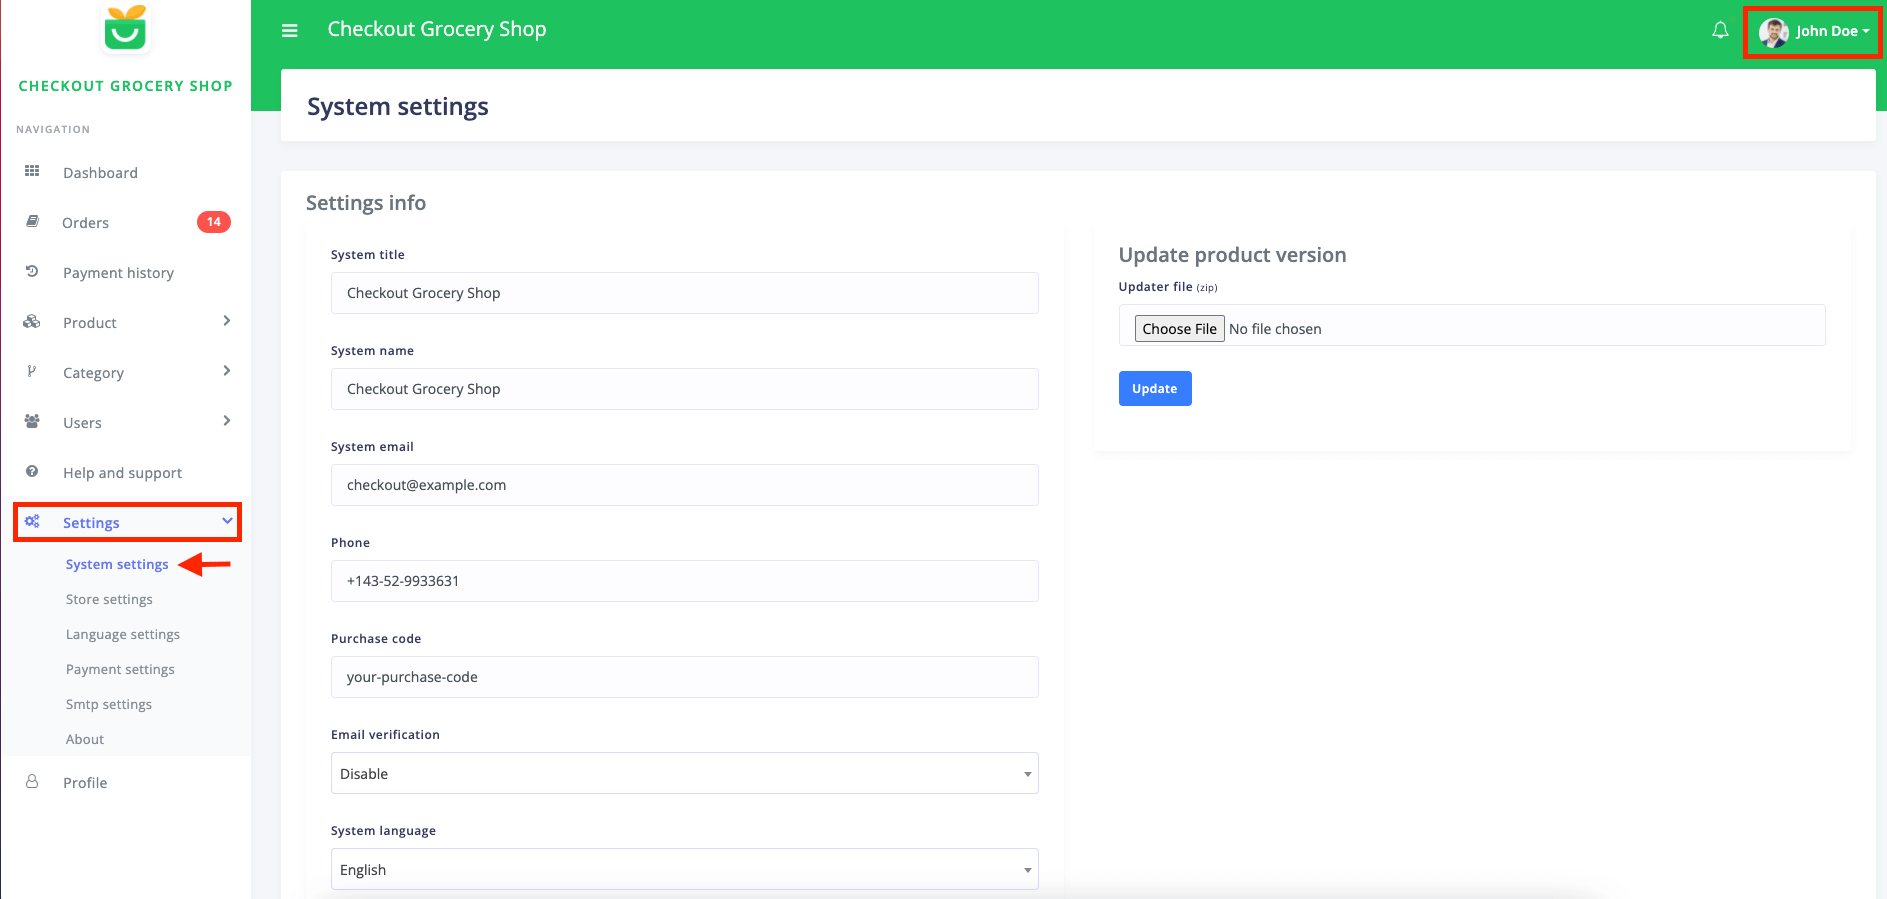 CHECKOUT GROCERY SHOP
NAVIGATION
Dashboard
Orders 14
Payment history
Product
Category
Users
Help and support
Settings
System settings
Store settings
Language settings
Payment settings
Smtp settings
About
Profile
Checkout Grocery Shop
John Doe
System settings
Settings info
System title
Checkout Grocery Shop
System name
Checkout Grocery Shop
System email
checkout@example.com
Phone
+143-52-9933631
Purchase code
your-purchase-code
Email verification
Disable
System language
English
Update product version
Updater file (zip)
Choose File No file chosen
Update